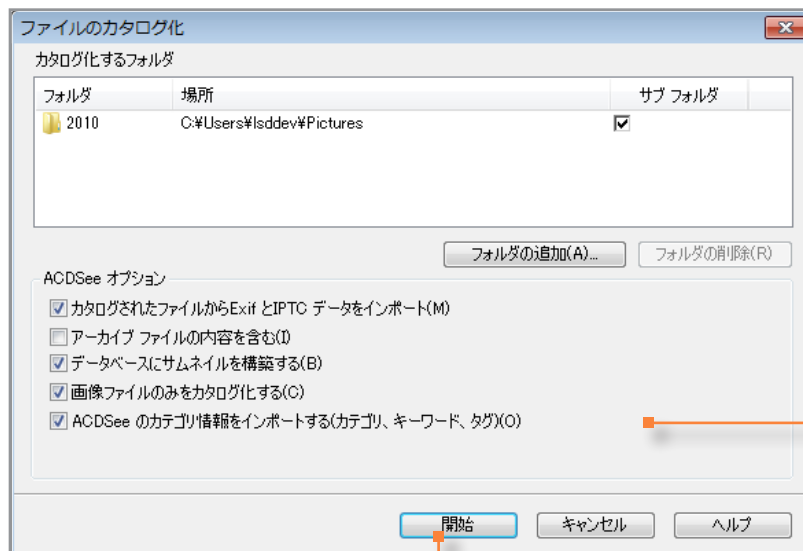 ファイルのカタログ化
カタログ化するフォルダ
フォルダ 場所 サブ フォルダ
2010 C:¥Users¥lsddev¥Pictures
フォルダの追加(A)... フォルダの削除(R)
ACDSee オプション
カタログされたファイルからExif とIPTC データをインポート(M)
アーカイブ ファイルの内容を含む(I)
データベースにサムネイルを構築する(B)
画像ファイルのみをカタログ化する(C)
ACDSee のカテゴリ情報をインポートする(カテゴリ、キーワード、タグ)(O)
開始 キャンセル ヘルプ